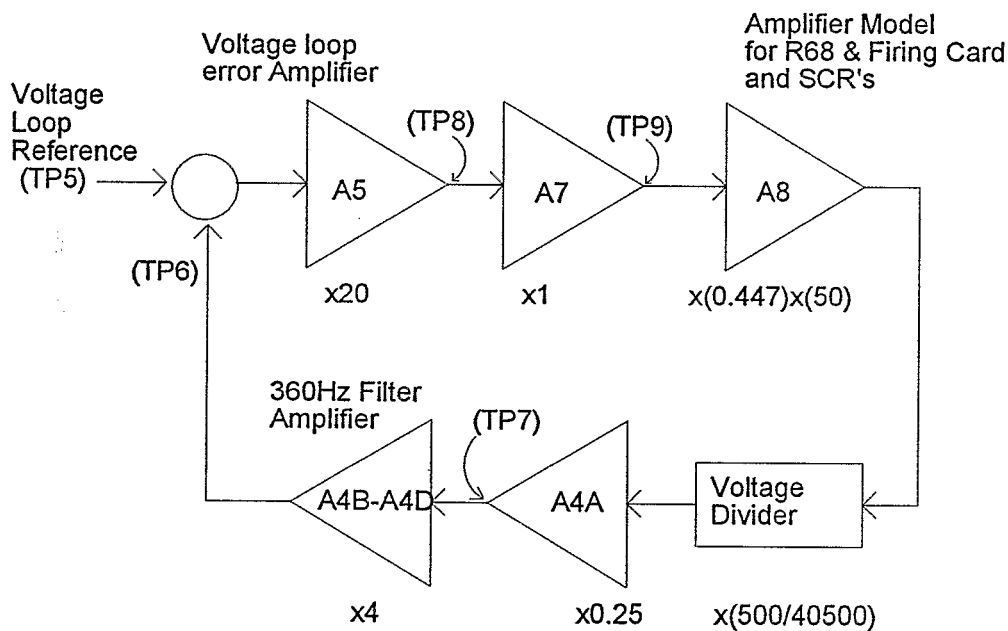 Voltage loop
error Amplifier
Amplifier Model
for R68 & Firing Card
and SCR's
Voltage
Loop
Reference
(TP5)
(TP8)
(TP9)
A5
A7
A8
(TP6)
x20
x1
x(0.447)x(50)
360Hz Filter
Amplifier
(TP7)
A4B-A4D
A4A
Voltage
Divider
x4
x0.25
x(500/40500)